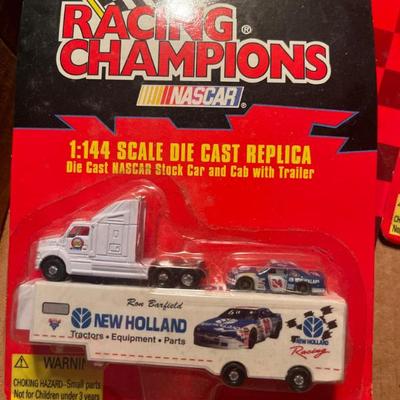 RACING®
CHAMPIONS
NASCAR
1:144 SCALE DIE CAST REPLICA
Die Cast NASCAR Stock Car and Cab with Trailer
Ron Barfield
NEW HOLLAND
Tractors • Equipment • Parts
NEW HOLLAND
Racing
WARNI
CHOKING HAZARD-Small parts
Not for Children under 3 years
CHO
Not